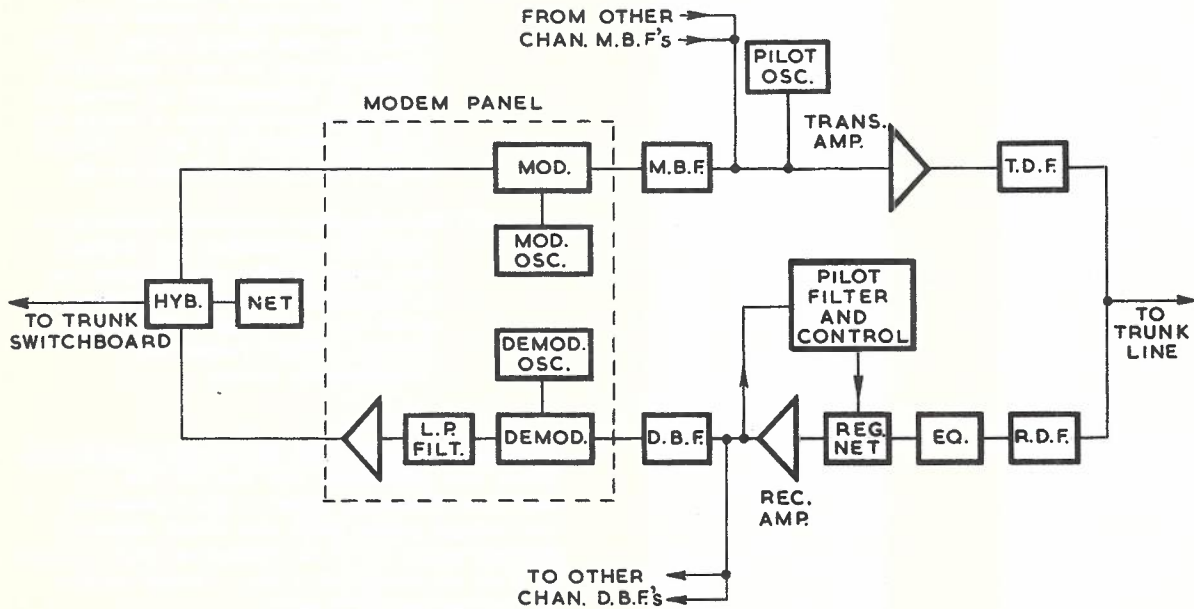 FROM OTHER
CHAN. M.B.F's
PILOT
OSC.
MODEM PANEL
TRANS.
AMP.
MOD.
M.B.F.
T.D.F.
MOD.
OSC.
PILOT
FILTER
AND
CONTROL
HYB.
NET
TO TRUNK
SWITCHBOARD
TO
TRUNK
LINE
DEMOD.
OSC.
L.P.
FILT.
DEMOD.
D.B.F.
REG.
NET
EQ.
R.D.F.
REC.
AMP.
TO OTHER
CHAN. D.B.F's